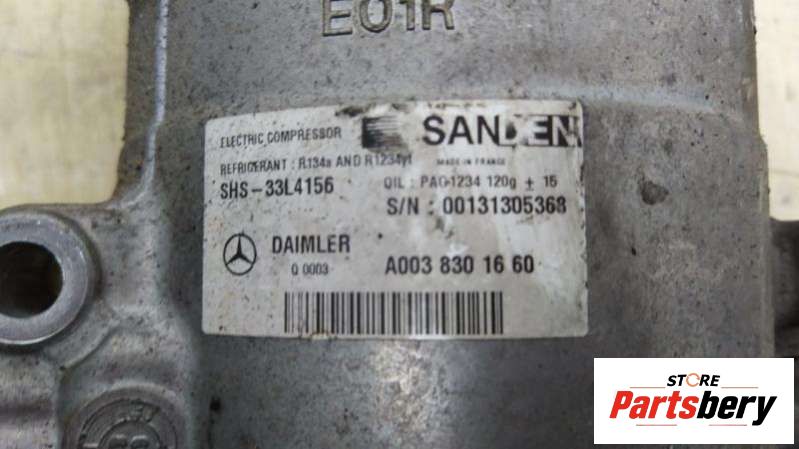 E01R
ELECTRIC COMPRESSOR
SANDEN
REFRIGERANT : R134a AND R1234yf
MADE IN FRANCE
SHS-33L4156
OIL : PAG-1234 120g ± 15
S/N : 00131305368
DAIMLER
Q 0003
A003 830 16 60
STORE
Partsbery